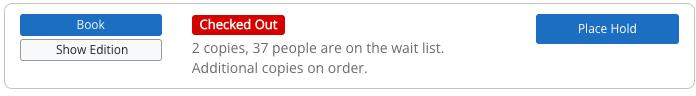 Book
Show Edition
Checked Out
2 copies, 37 people are on the wait list.
Additional copies on order.
Place Hold